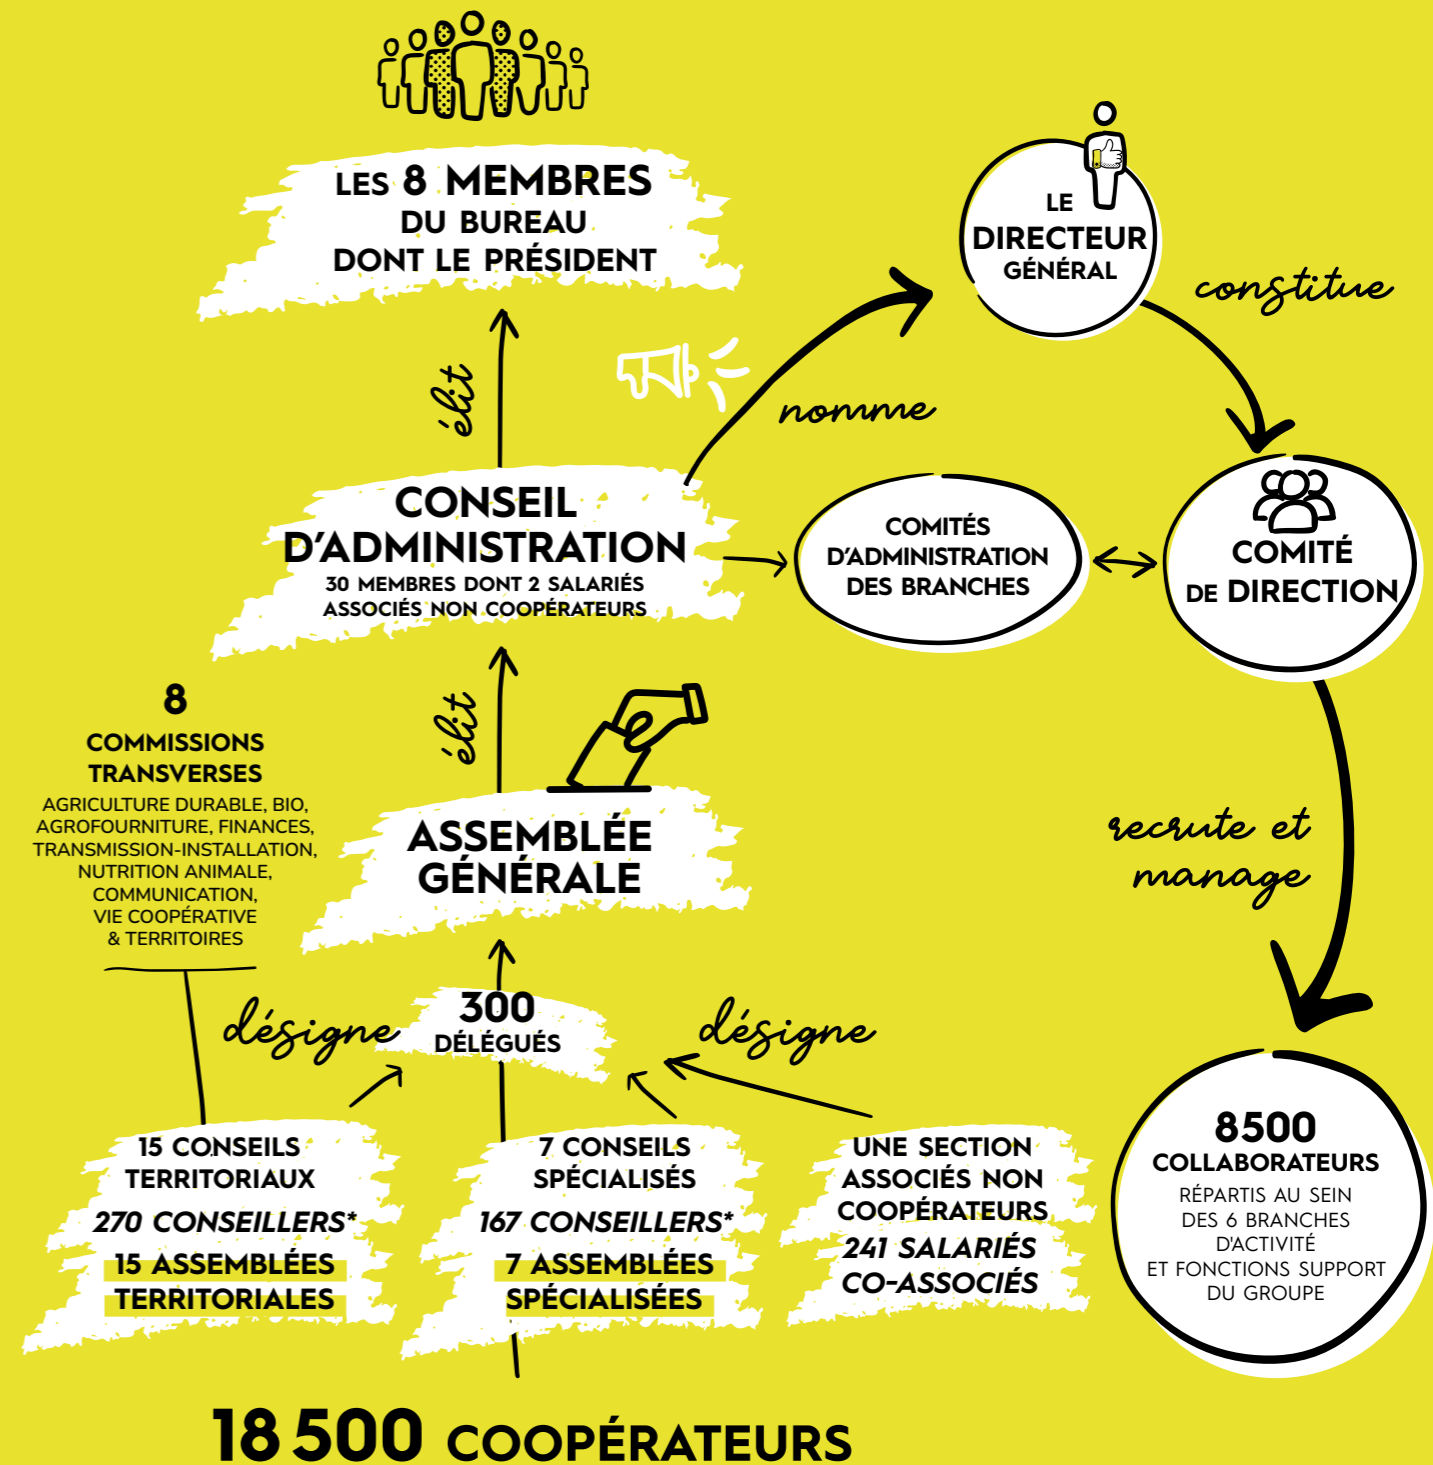 LES 8 MEMBRES
DU BUREAU
DONT LE PRÉSIDENT
LE
DIRECTEUR
GÉNÉRAL
constitue
élit
nomme
CONSEIL
D'ADMINISTRATION
30 MEMBRES DONT 2 SALARIÉS
ASSOCIÉS NON COOPÉRATEURS
COMITÉS
D'ADMINISTRATION
DES BRANCHES
COMITÉ
DE DIRECTION
élit
8
COMMISSIONS
TRANSVERSES
AGRICULTURE DURABLE, BIO,
AGROFOURNITURE, FINANCES,
TRANSMISSION-INSTALLATION,
NUTRITION ANIMALE,
COMMUNICATION,
VIE COOPÉRATIVE
& TERRITOIRES
ASSEMBLÉE
GÉNÉRALE
recrute et
manage
désigne
300
DÉLÉGUÉS
désigne
15 CONSEILS
TERRITORIAUX
270 CONSEILLERS*
15 ASSEMBLÉES
TERRITORIALES
7 CONSEILS
SPÉCIALISÉS
167 CONSEILLERS*
7 ASSEMBLÉES
SPÉCIALISÉES
UNE SECTION
ASSOCIÉS NON
COOPÉRATEURS
241 SALARIÉS
CO-ASSOCIÉS
8500
COLLABORATEURS
RÉPARTIS AU SEIN
DES 6 BRANCHES
D'ACTIVITÉ
ET FONCTIONS SUPPORT
DU GROUPE
18 500 COOPÉRATEURS